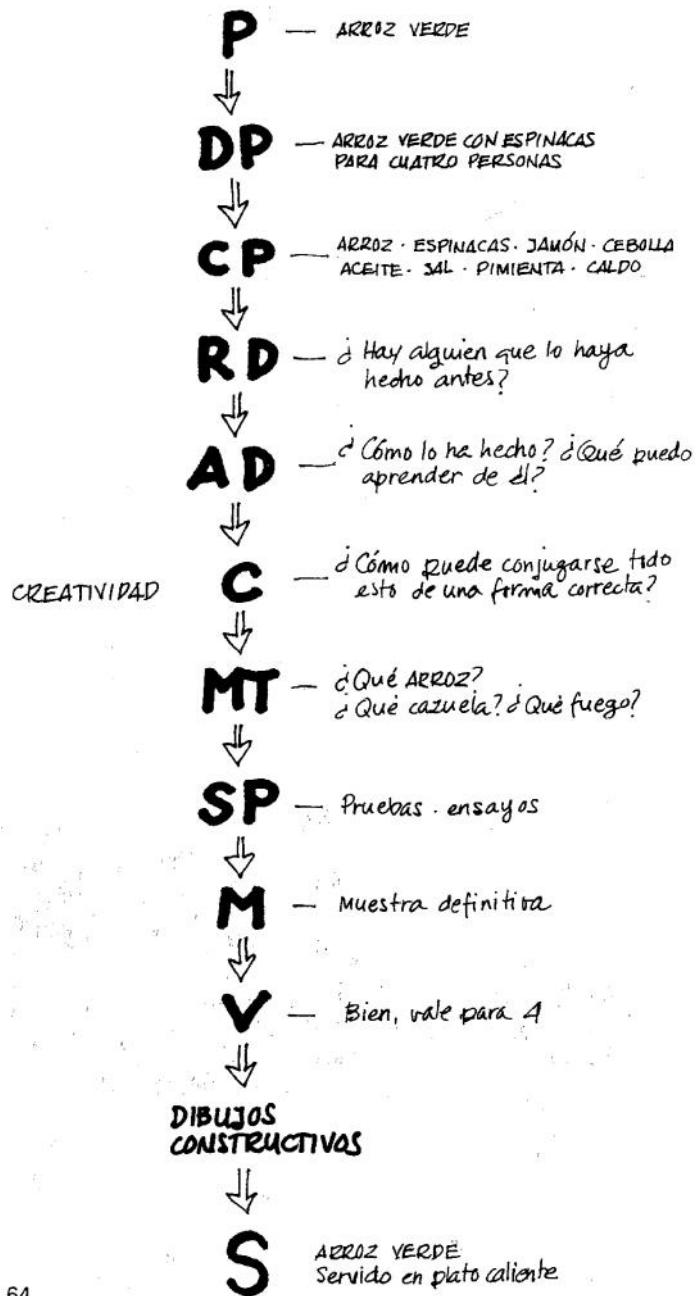 P — ARROZ VERDE
DP — ARROZ VERDE CON ESPINACAS
PARA CUATRO PERSONAS
CP — ARROZ · ESPINACAS · JAMÓN · CEBOLLA
ACEITE · SAL · PIMIENTA · CALDO
RD — ¿Hay alguien que lo haya
hecho antes?
AD — ¿Cómo lo ha hecho? ¿Qué puedo
aprender de él?
CREATIVIDAD C — ¿Cómo puede conjugarse todo
esto de una forma correcta?
MT — ¿Qué ARROZ?
¿Qué cazuela? ¿Qué fuego?
SP — Pruebas · ensayos
M — Muestra definitiva
V — Bien, vale para 4
DIBUJOS
CONSTRUCTIVOS
S ARROZ VERDE
Servido en plato caliente
64